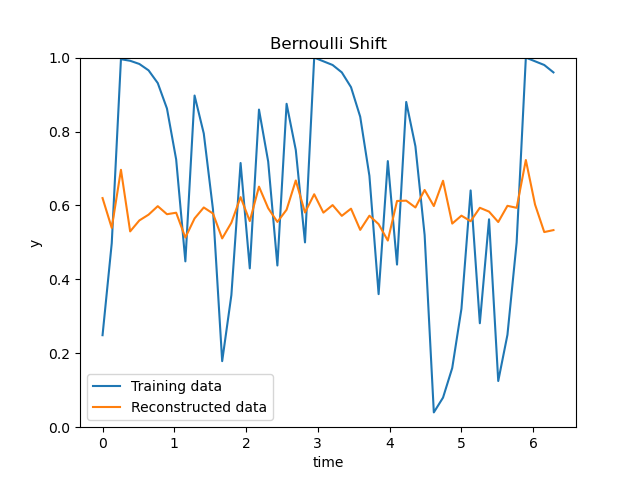 Bernoulli Shift
1.0
0.8
0.6
0.4
0.2
0.0
y
Training data
Reconstructed data
0 1 2 3 4 5 6
time